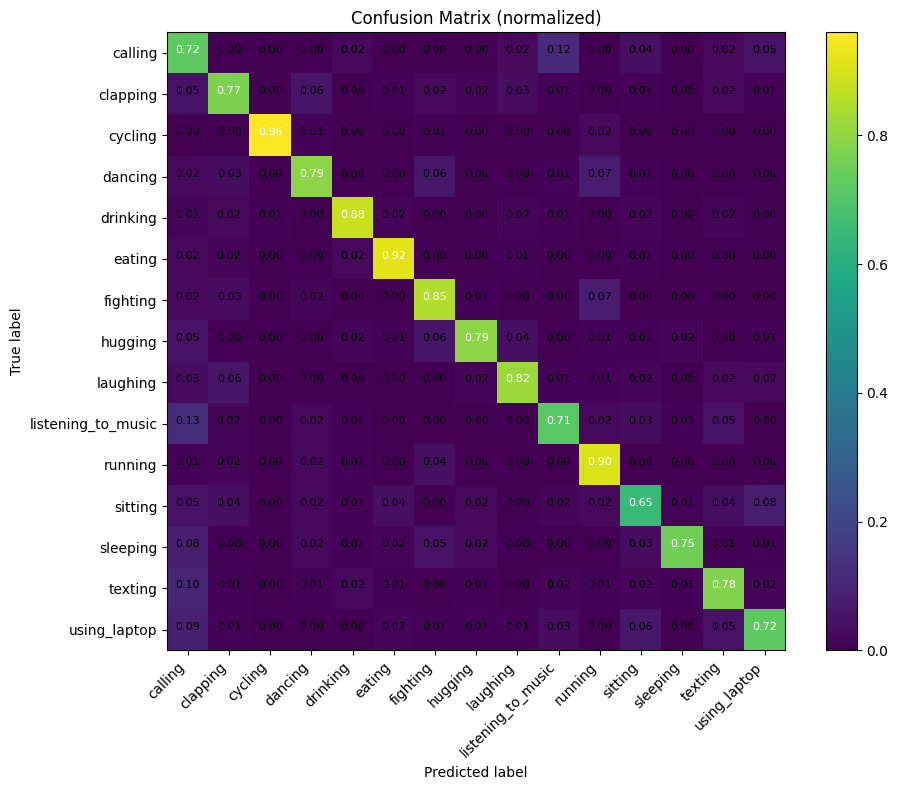 Confusion Matrix (normalized)
calling 0.72 0.00 0.00 0.00 0.02 0.00 0.00 0.00 0.02 0.12 0.00 0.04 0.00 0.02 0.05
clapping 0.05 0.77 0.00 0.06 0.00 0.01 0.02 0.02 0.03 0.01 0.00 0.01 0.00 0.02 0.01
cycling 0.00 0.00 0.96 0.01 0.00 0.00 0.01 0.00 0.00 0.00 0.02 0.00 0.00 0.00 0.00
dancing 0.02 0.03 0.00 0.79 0.00 0.00 0.06 0.00 0.00 0.01 0.07 0.01 0.00 0.00 0.00
drinking 0.02 0.02 0.01 0.00 0.88 0.02 0.00 0.00 0.02 0.01 0.00 0.02 0.00 0.02 0.00
eating 0.02 0.02 0.00 0.00 0.02 0.92 0.00 0.00 0.01 0.00 0.00 0.01 0.00 0.00 0.00
fighting 0.02 0.03 0.00 0.02 0.00 0.00 0.85 0.01 0.00 0.00 0.07 0.00 0.00 0.00 0.00
hugging 0.05 0.00 0.00 0.00 0.02 0.01 0.06 0.79 0.04 0.00 0.01 0.01 0.02 0.00 0.01
laughing 0.03 0.06 0.00 0.00 0.00 0.00 0.00 0.02 0.82 0.01 0.01 0.02 0.00 0.02 0.02
listening_to_music 0.13 0.02 0.00 0.02 0.01 0.00 0.00 0.00 0.00 0.71 0.02 0.03 0.01 0.05 0.00
running 0.01 0.02 0.00 0.02 0.01 0.00 0.04 0.00 0.00 0.00 0.90 0.00 0.00 0.00 0.00
sitting 0.05 0.04 0.00 0.02 0.01 0.04 0.00 0.02 0.00 0.02 0.02 0.65 0.01 0.04 0.08
sleeping 0.08 0.00 0.00 0.02 0.01 0.02 0.05 0.02 0.00 0.00 0.00 0.03 0.75 0.01 0.01
texting 0.10 0.01 0.00 0.01 0.02 0.01 0.00 0.01 0.00 0.02 0.01 0.02 0.01 0.78 0.02
using_laptop 0.09 0.01 0.00 0.00 0.00 0.02 0.01 0.01 0.01 0.03 0.00 0.06 0.00 0.05 0.72
calling clapping cycling dancing drinking eating fighting hugging laughing listening_to_music running sitting sleeping texting using_laptop
Predicted label
True label
0.8
0.6
0.4
0.2
0.0